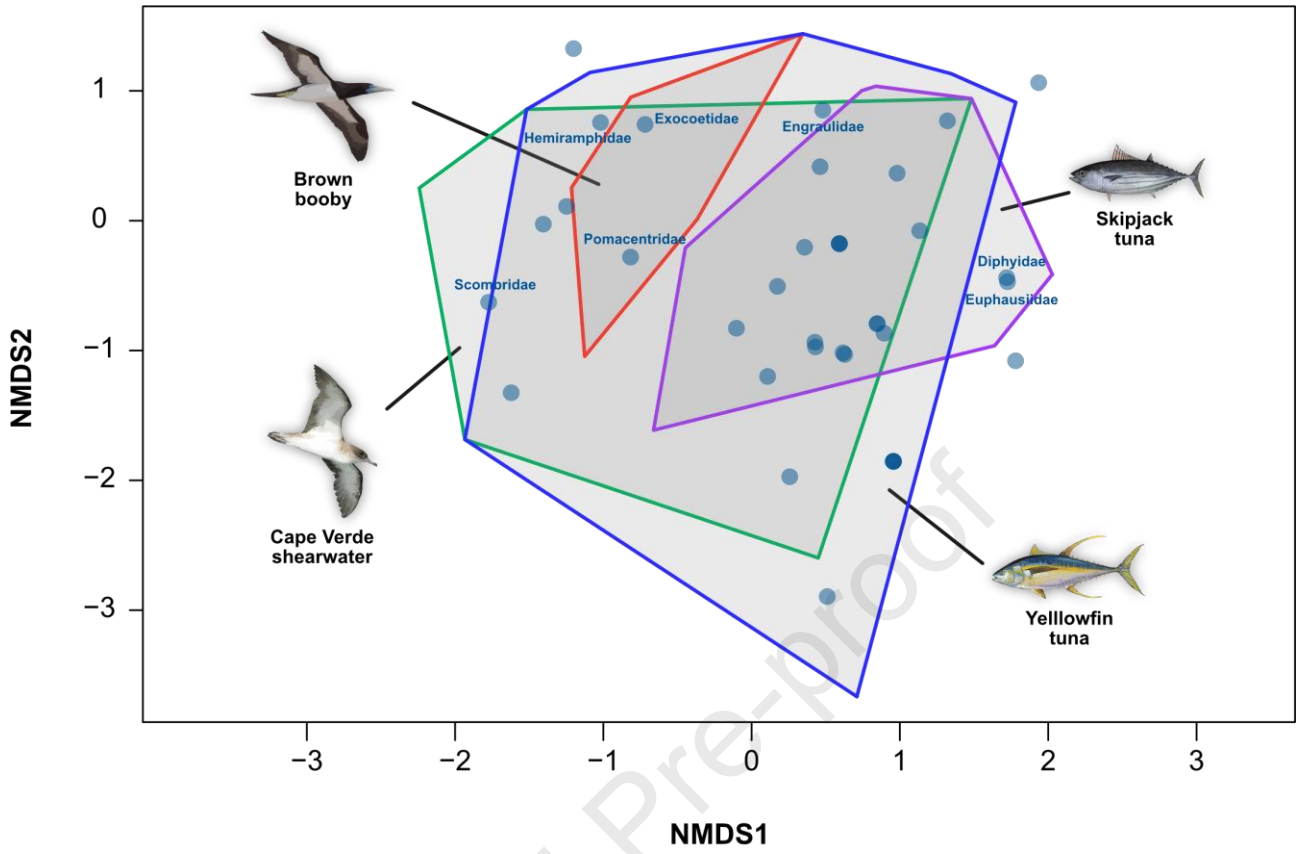 1
0
−1
−2
−3
NMDS2
Brown
booby
Hemiramphidae
Exocoetidae
Engraulidae
Skipjack
tuna
Pomacentridae
Scombridae
Diphyidae
Euphausiidae
Cape Verde
shearwater
Yelllowfin
tuna
Pre-proof
−3
−2
−1
0
1
2
3
NMDS1